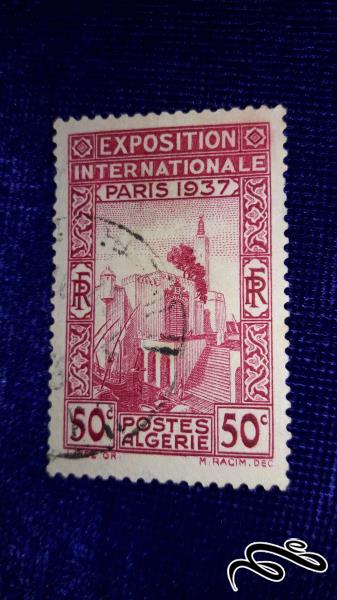 EXPOSITION
INTERNATIONALE
PARIS 1937
RF RF
50c POSTES 50c
ALGERIE
M. RACIM. DEC.